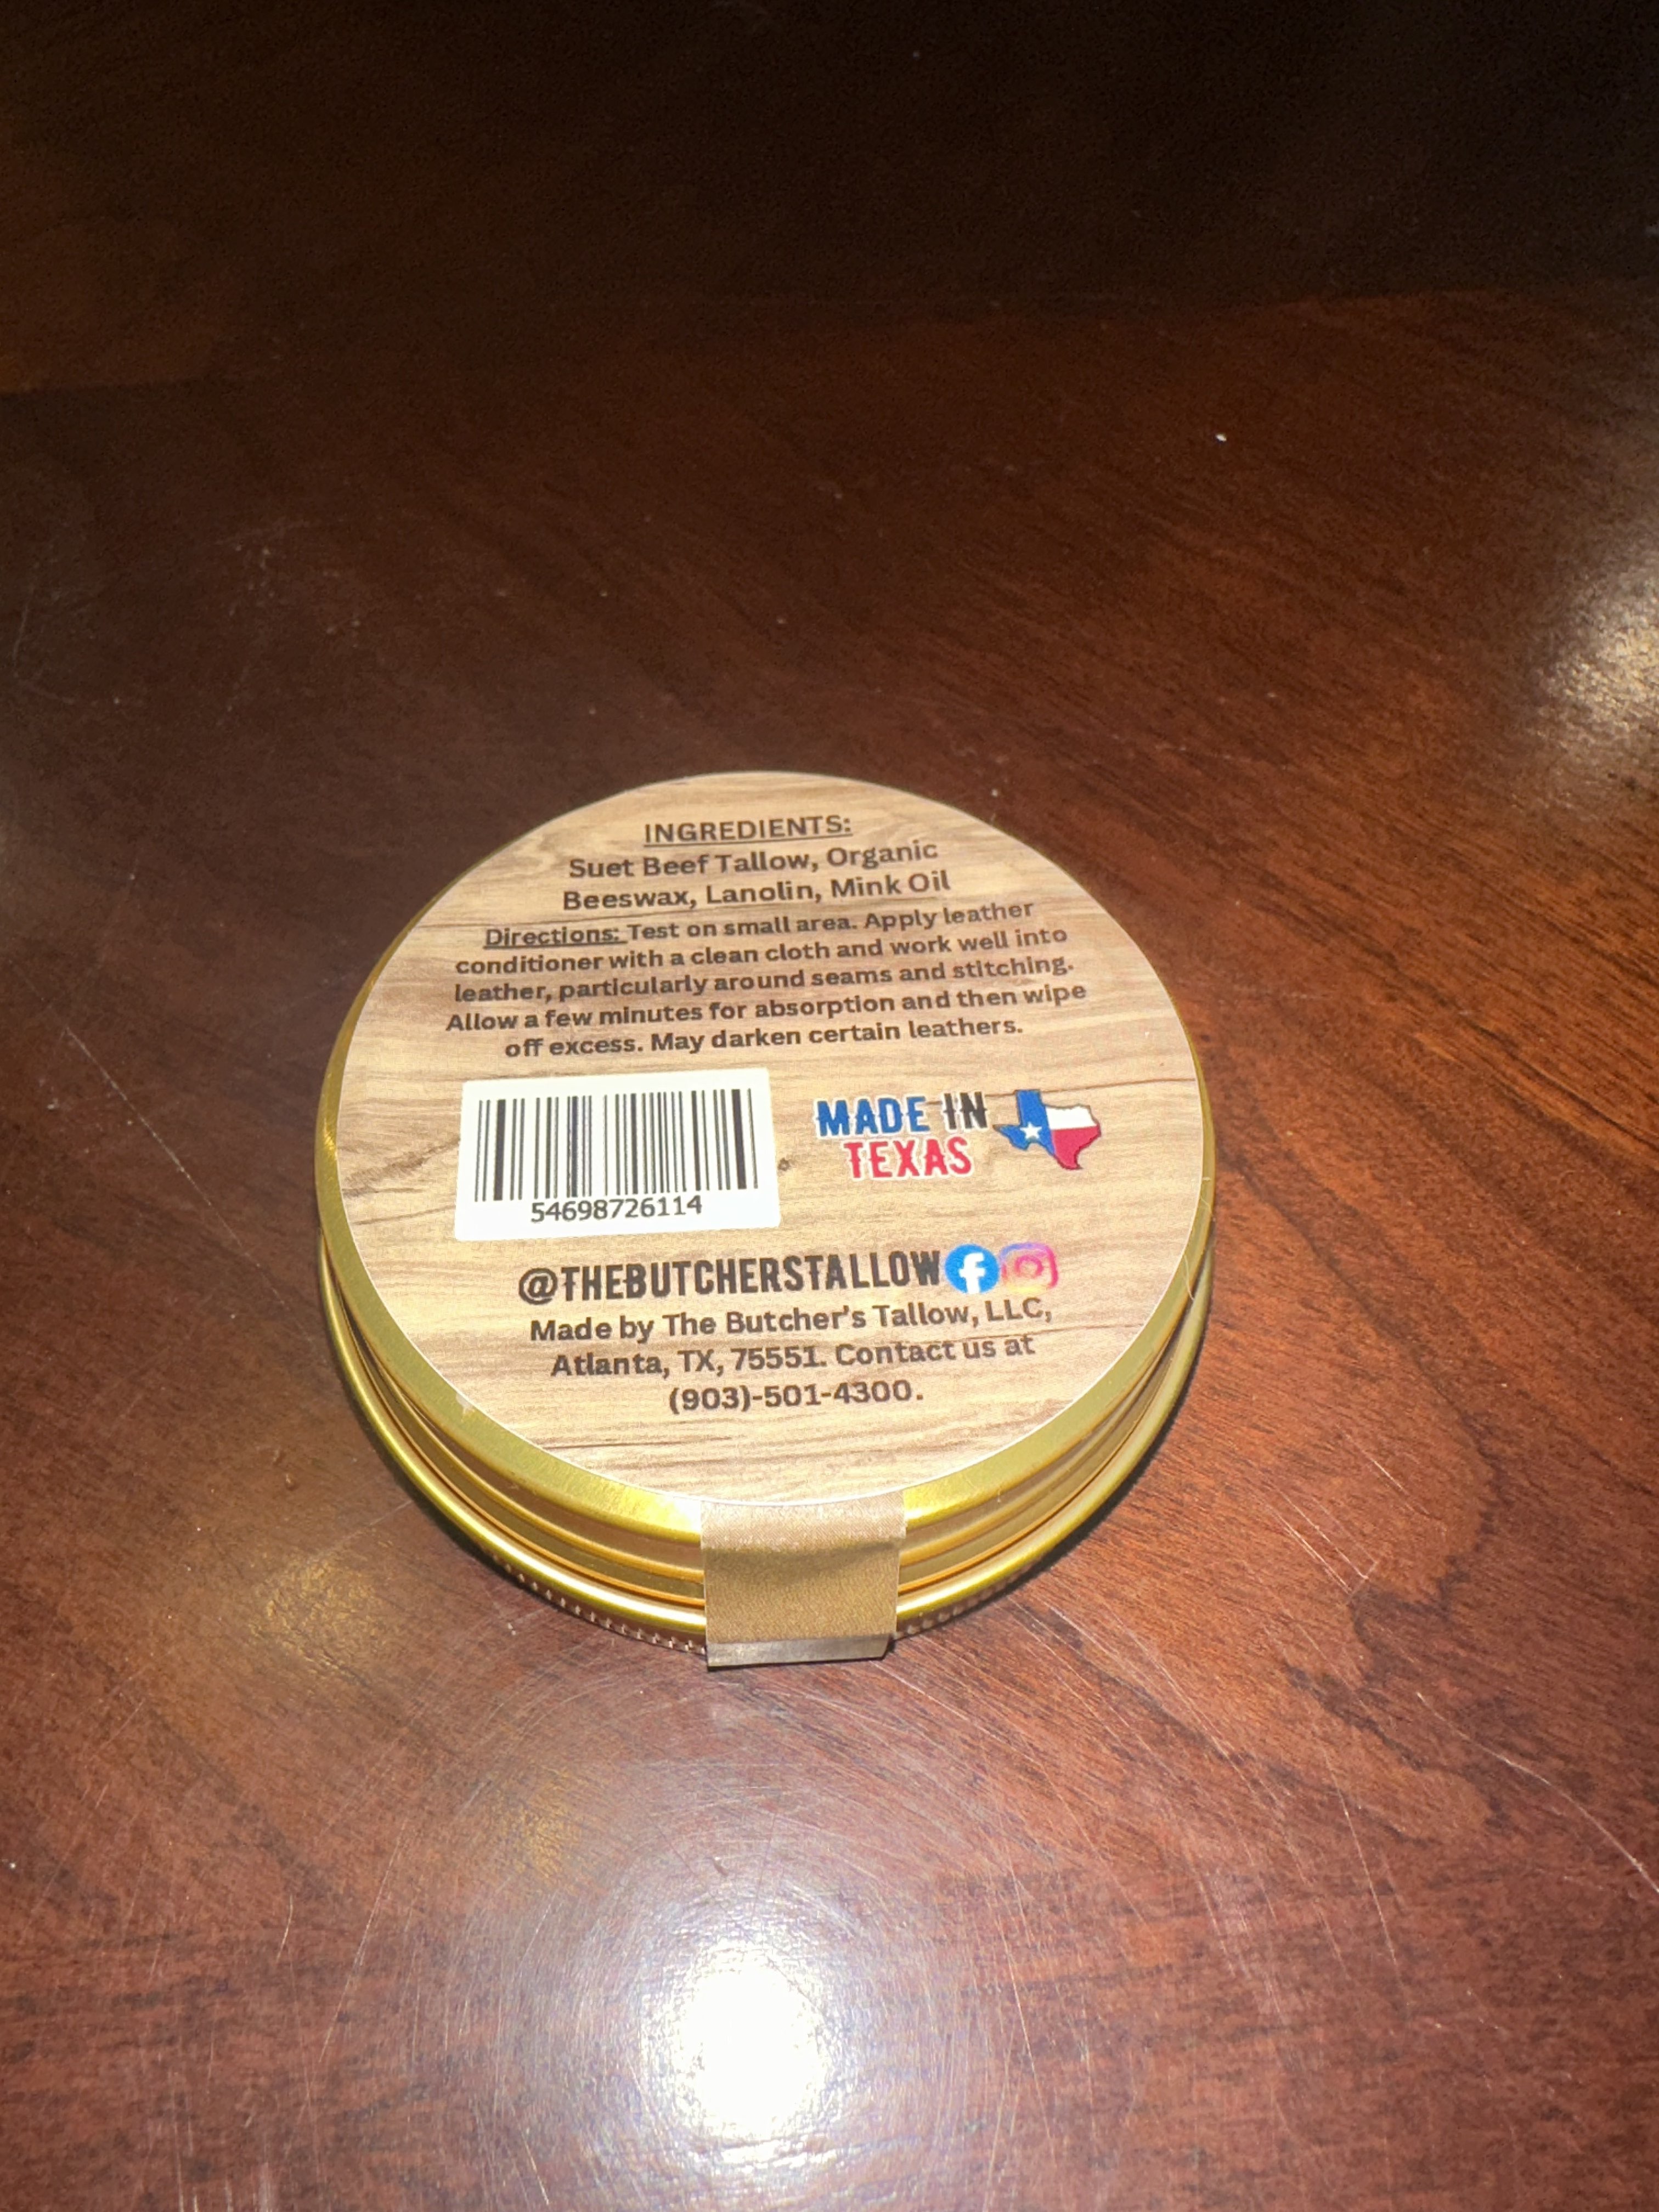 INGREDIENTS:
Suet Beef Tallow, Organic
Beeswax, Lanolin, Mink Oil
Directions: Test on small area. Apply leather
conditioner with a clean cloth and work well into
leather, particularly around seams and stitching.
Allow a few minutes for absorption and then wipe
off excess. May darken certain leathers.
54698726114
MADE IN
TEXAS
@THEBUTCHERSTALLOW
Made by The Butcher's Tallow, LLC,
Atlanta, TX, 75551. Contact us at
(903)-501-4300.